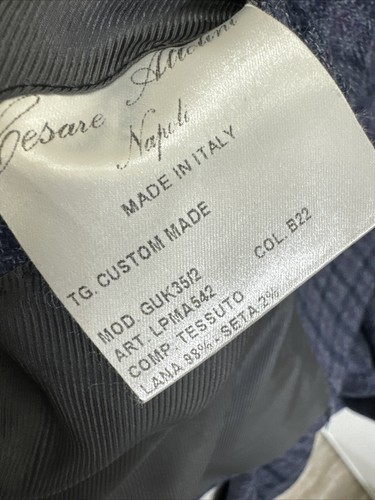 Cesare Attolini
Napoli
MADE IN ITALY
TG. CUSTOM MADE
MOD. GUK35/2
ART. LPMA542 COL. B22
COMP. TESSUTO
LANA 98% - SETA 2%